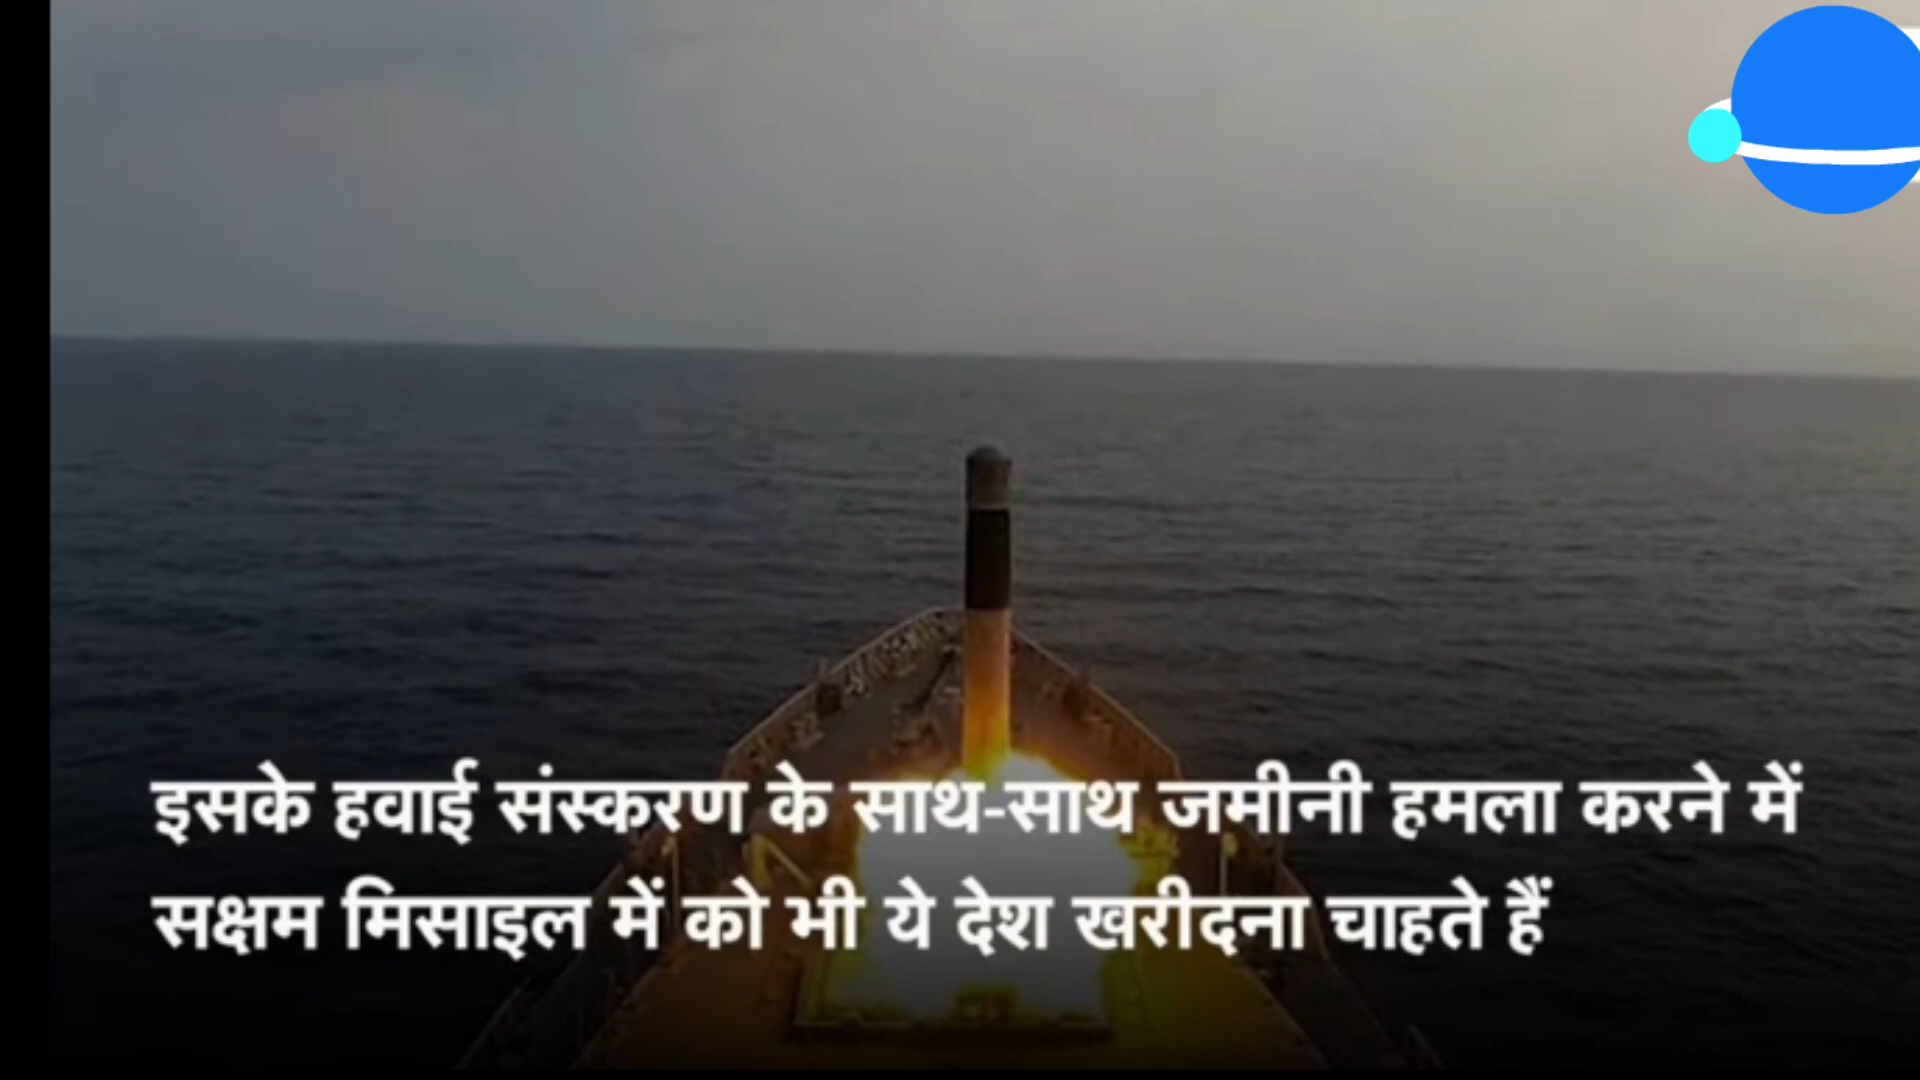 इसके हवाई संस्करण के साथ-साथ जमीनी हमला करने में
सक्षम मिसाइल में को भी ये देश खरीदना चाहते हैं